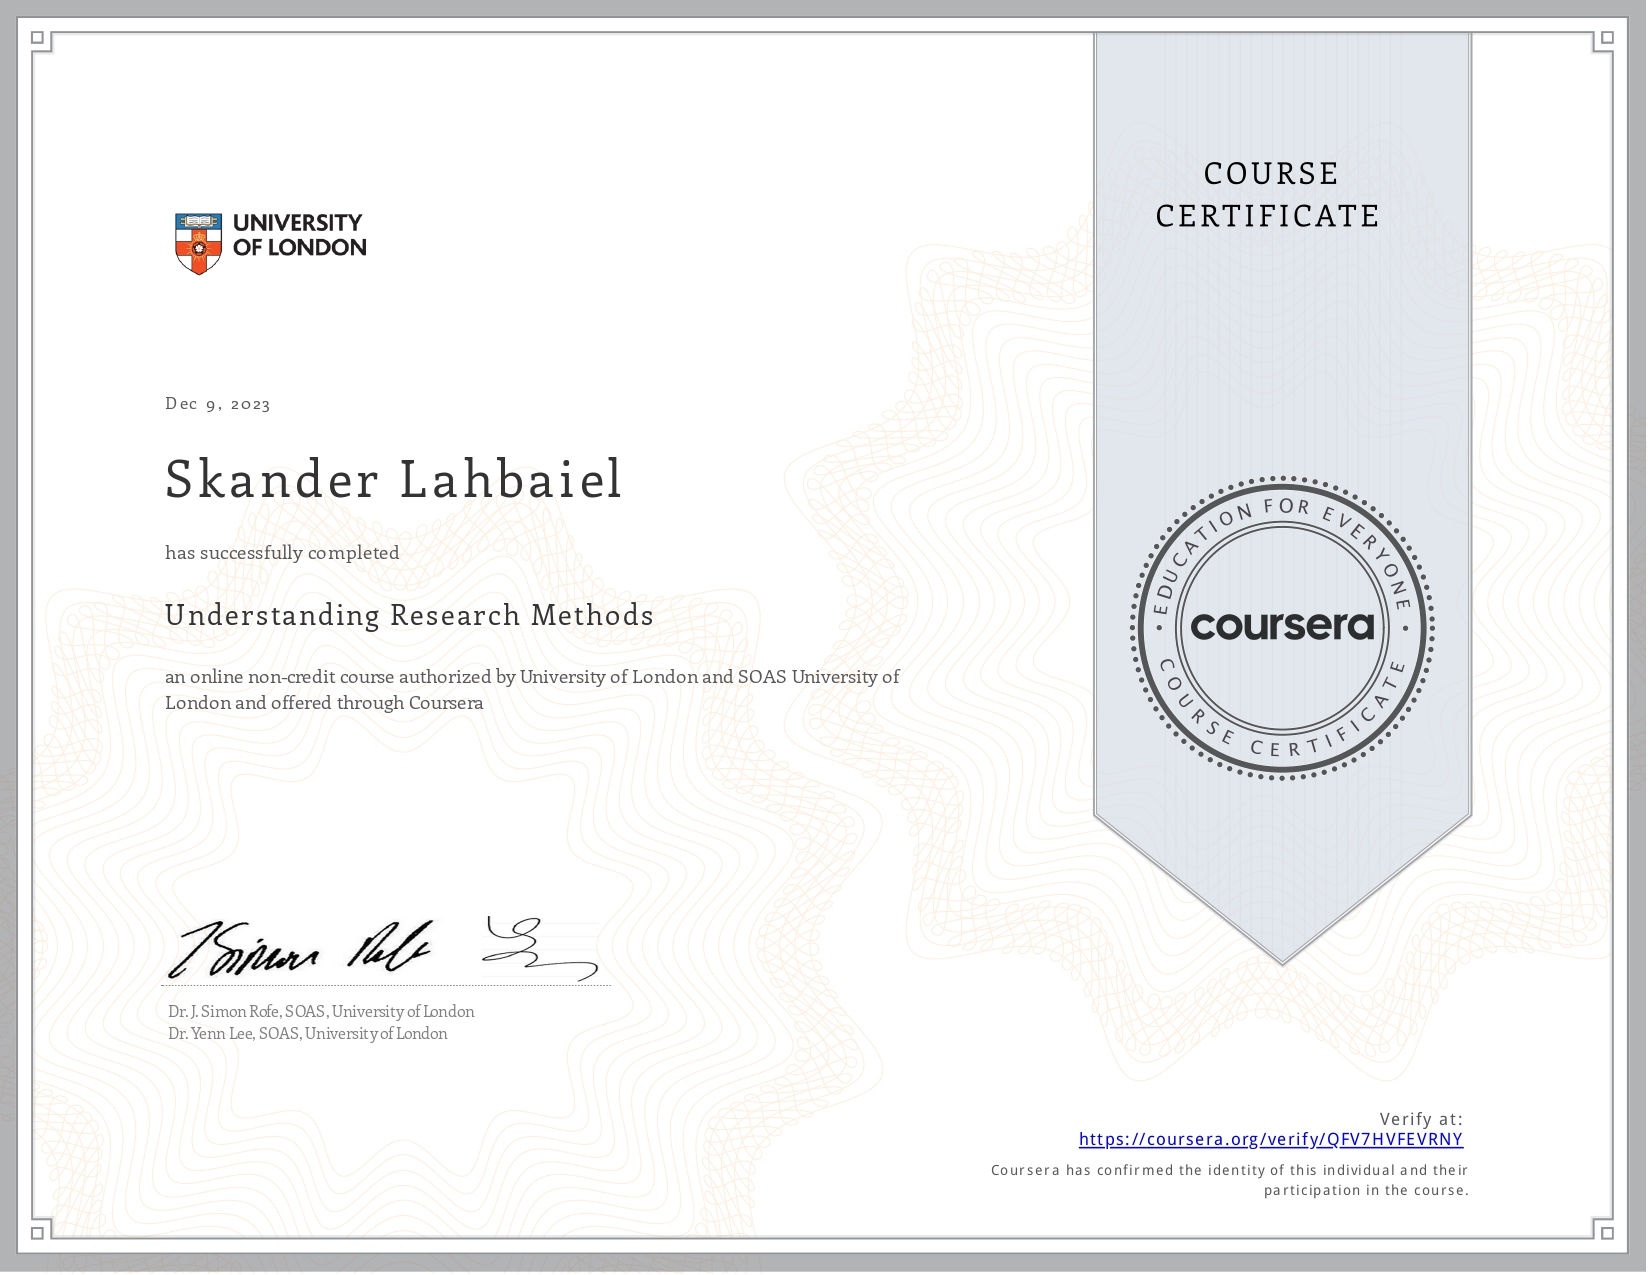 COURSE
CERTIFICATE
UNIVERSITY
OF LONDON
Dec 9, 2023
Skander Lahbaiel
has successfully completed
Understanding Research Methods
an online non-credit course authorized by University of London and SOAS University of
London and offered through Coursera
EDUCATION FOR EVERYONE
coursera
COURSE CERTIFICATE
J Simon Rofe
Dr. J. Simon Rofe, SOAS, University of London
Dr. Yenn Lee, SOAS, University of London
Verify at:
https://coursera.org/verify/QFV7HVFEVRNY
Coursera has confirmed the identity of this individual and their
participation in the course.